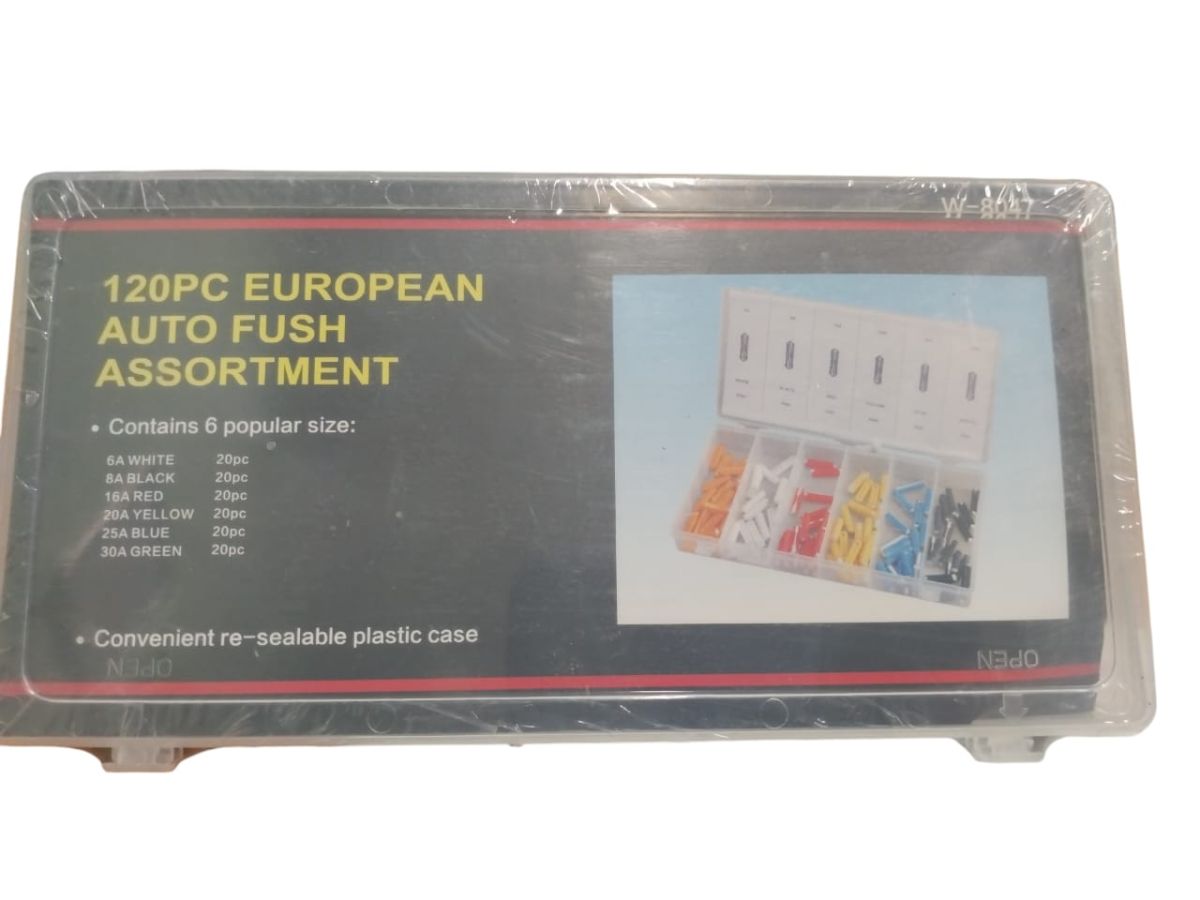 W-8047
120PC EUROPEAN
AUTO FUSH
ASSORTMENT
• Contains 6 popular size:
6A WHITE 20pc
8A BLACK 20pc
16A RED 20pc
20A YELLOW 20pc
25A BLUE 20pc
30A GREEN 20pc
• Convenient re-sealable plastic case
OPEN OPEN